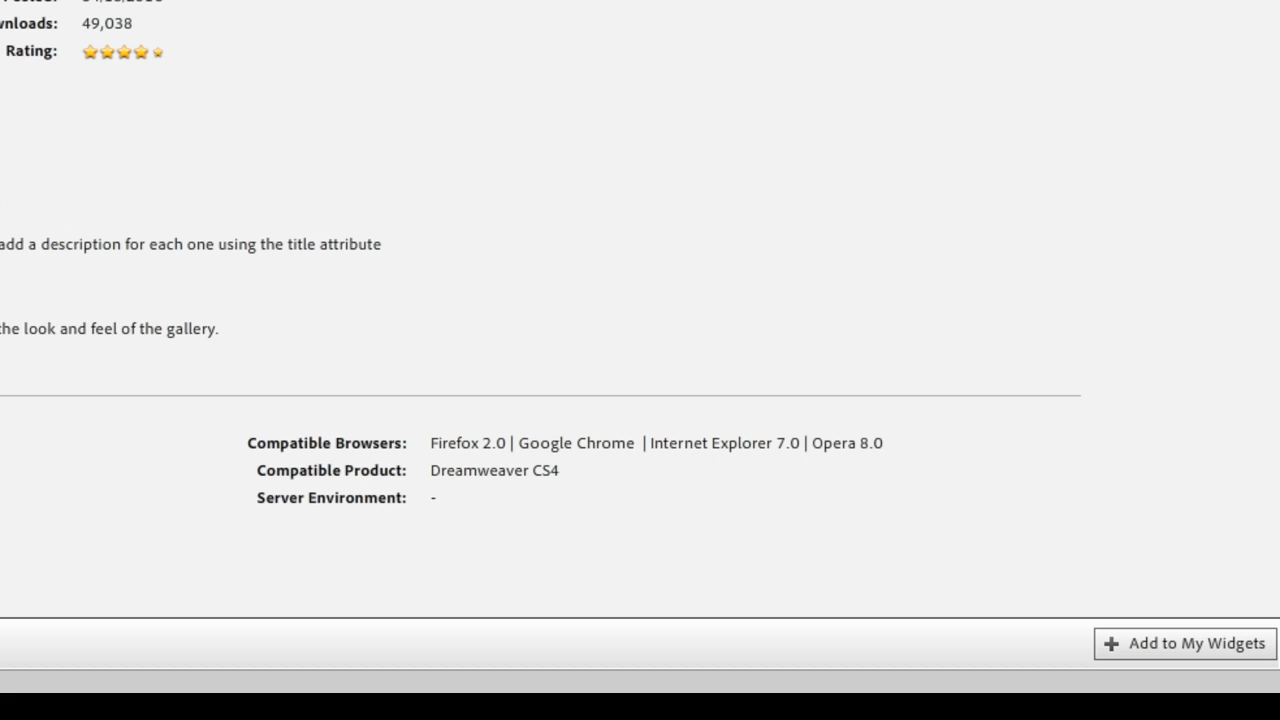 wnloads: 49,038
Rating:
add a description for each one using the title attribute
the look and feel of the gallery.
Compatible Browsers: Firefox 2.0 | Google Chrome | Internet Explorer 7.0 | Opera 8.0
Compatible Product: Dreamweaver CS4
Server Environment: -
Add to My Widgets